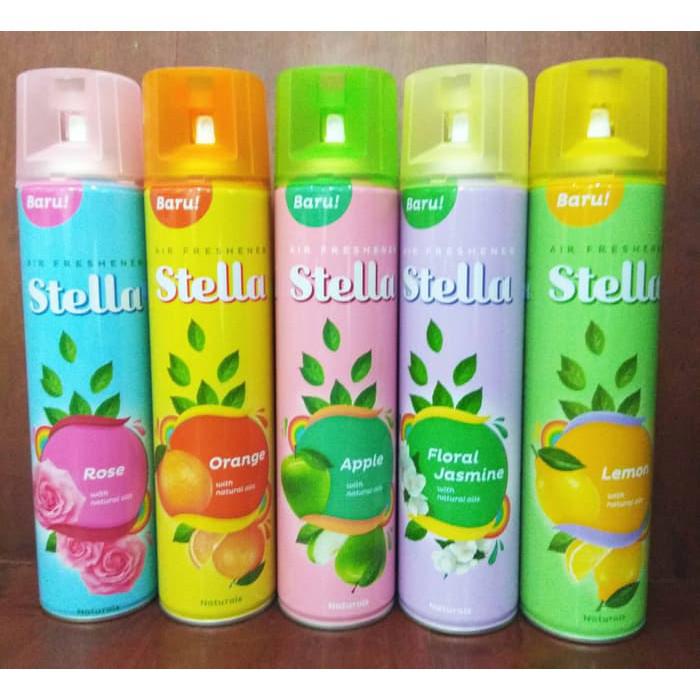 Baru!
AIR FRESHENER
Stella
Rose
with
natural oils
Naturals
Baru!
AIR FRESHENER
Stella
Orange
with
natural oils
Naturals
Baru!
AIR FRESHENER
Stella
Apple
with
natural oils
Naturals
Baru!
AIR FRESHENER
Stella
Floral
Jasmine
with
natural oils
Naturals
Baru!
AIR FRESHENER
Stella
Lemon
with
natural oils
Naturals